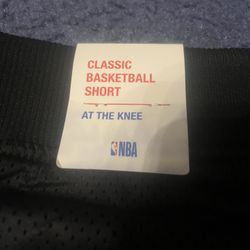 CLASSIC
BASKETBALL
SHORT
AT THE KNEE
NBA